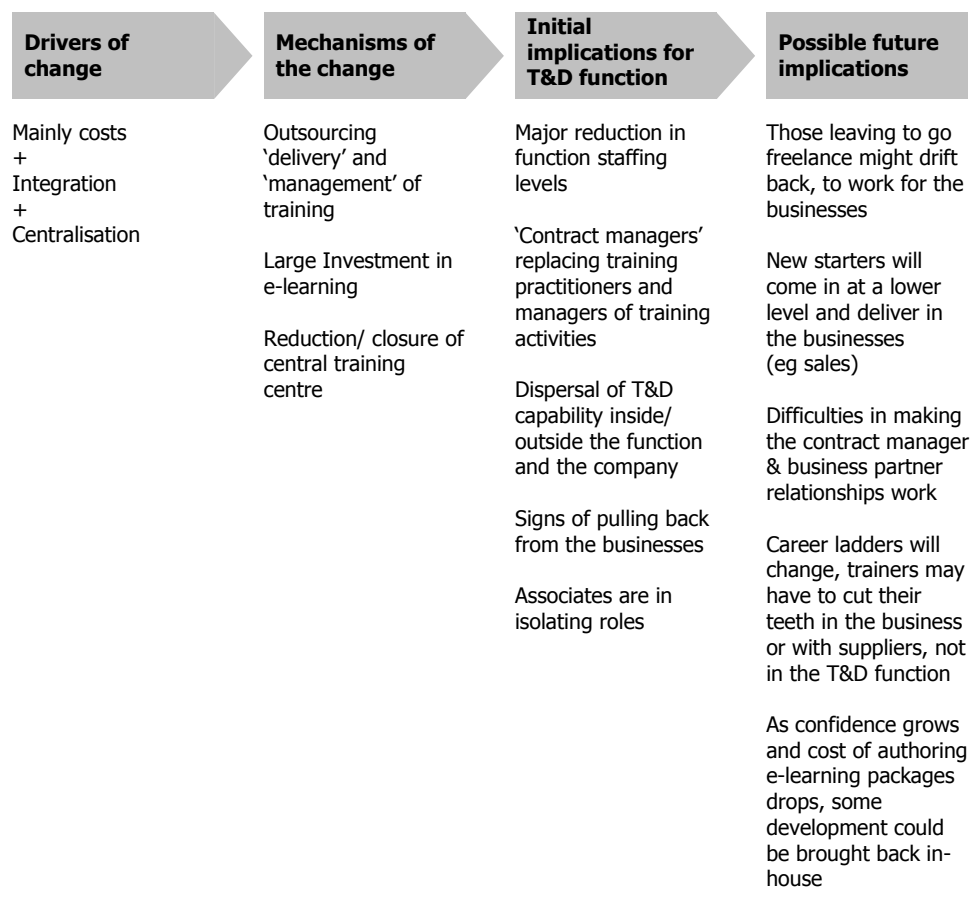 Drivers of
change
Mechanisms of
the change
Initial
implications for
T&D function
Possible future
implications
Mainly costs
+
Integration
+
Centralisation
Outsourcing
‘delivery’ and
‘management’ of
training
Large Investment in
e-learning
Reduction/ closure of
central training
centre
Major reduction in
function staffing
levels
‘Contract managers’
replacing training
practitioners and
managers of training
activities
Dispersal of T&D
capability inside/
outside the function
and the company
Signs of pulling back
from the businesses
Associates are in
isolating roles
Those leaving to go
freelance might drift
back, to work for the
businesses
New starters will
come in at a lower
level and deliver in
the businesses
(eg sales)
Difficulties in making
the contract manager
& business partner
relationships work
Career ladders will
change, trainers may
have to cut their
teeth in the business
or with suppliers, not
in the T&D function
As confidence grows
and cost of authoring
e-learning packages
drops, some
development could
be brought back in-
house